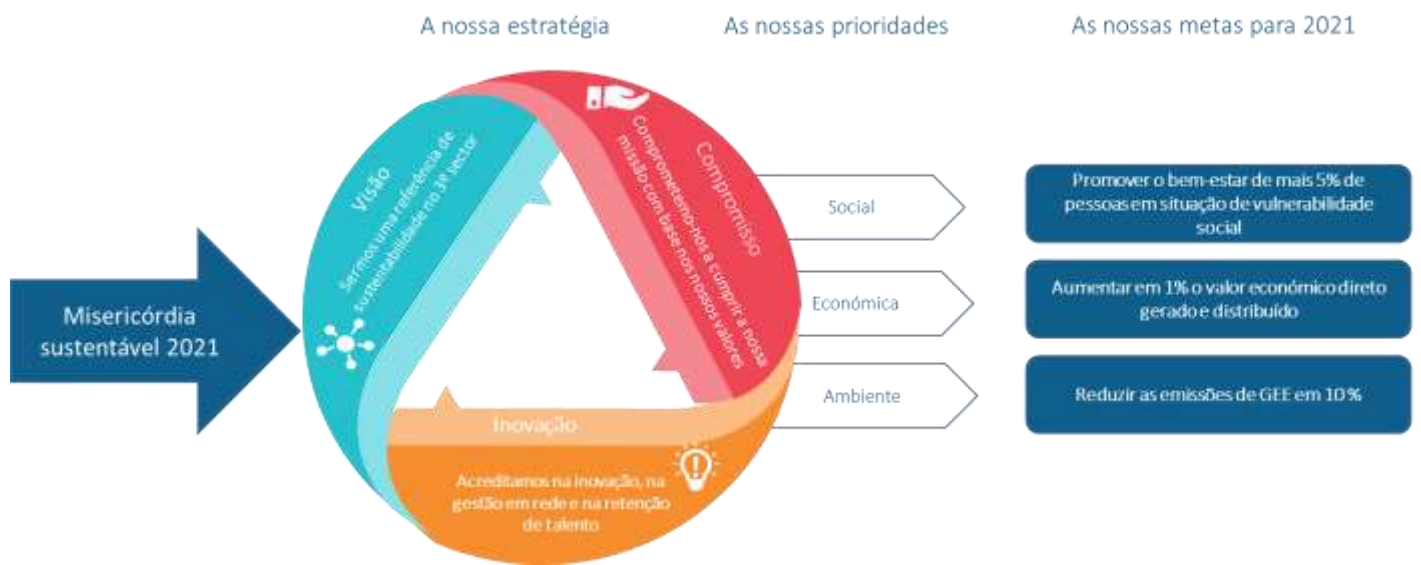 A nossa estratégia
As nossas prioridades
As nossas metas para 2021
Misericórdia
sustentável 2021
Visão
Sermos uma referência de
sustentabilidade no 3º sector
Compromisso
Comprometemo-nos a cumprir a nossa
missão com base nos nossos valores
Inovação
Acreditamos na inovação, na
gestão em rede e na retenção
de talento
Social
Económica
Ambiente
Promover o bem-estar de mais 5% de
pessoas em situação de vulnerabilidade
social
Aumentar em 1% o valor económico direto
gerado e distribuído
Reduzir as emissões de GEE em 10 %